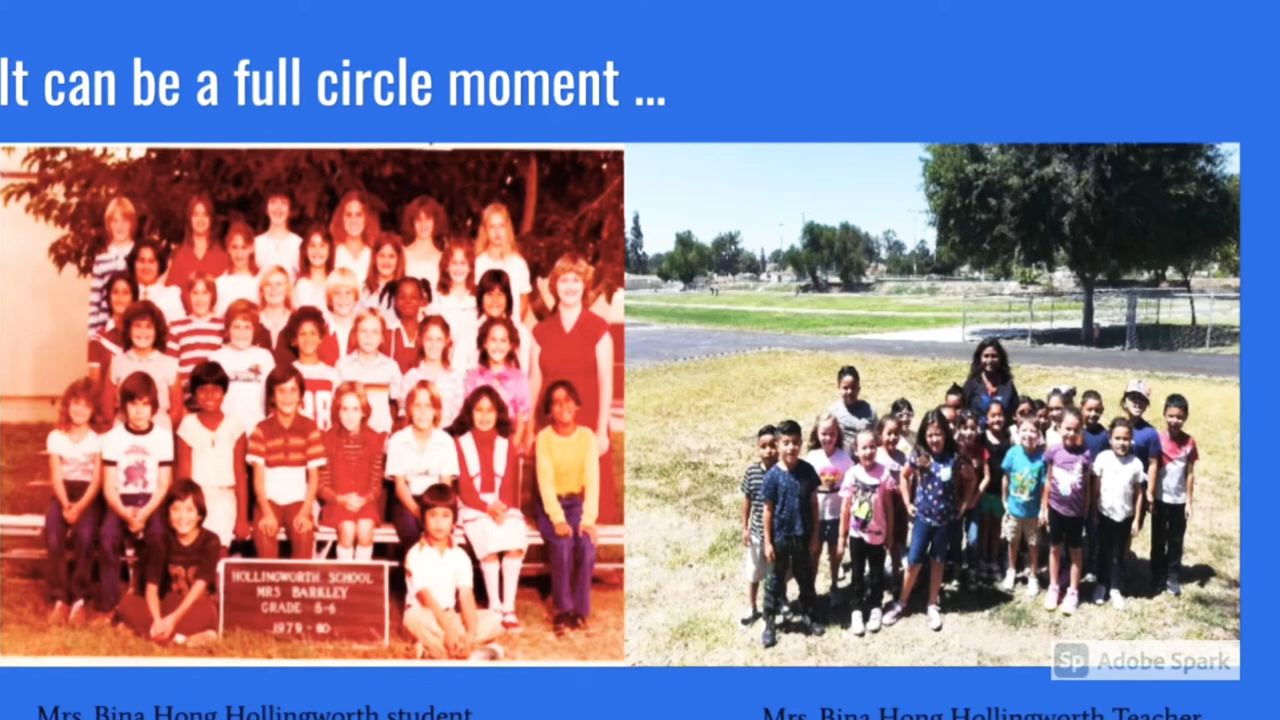 It can be a full circle moment ...
HOLLINGWORTH SCHOOL
MRS BARKLEY
GRADE 5-6
1979-80
Sp Adobe Spark
Mrs. Bina Hong Hollingworth student
Mrs. Bina Hong Hollingworth Teacher